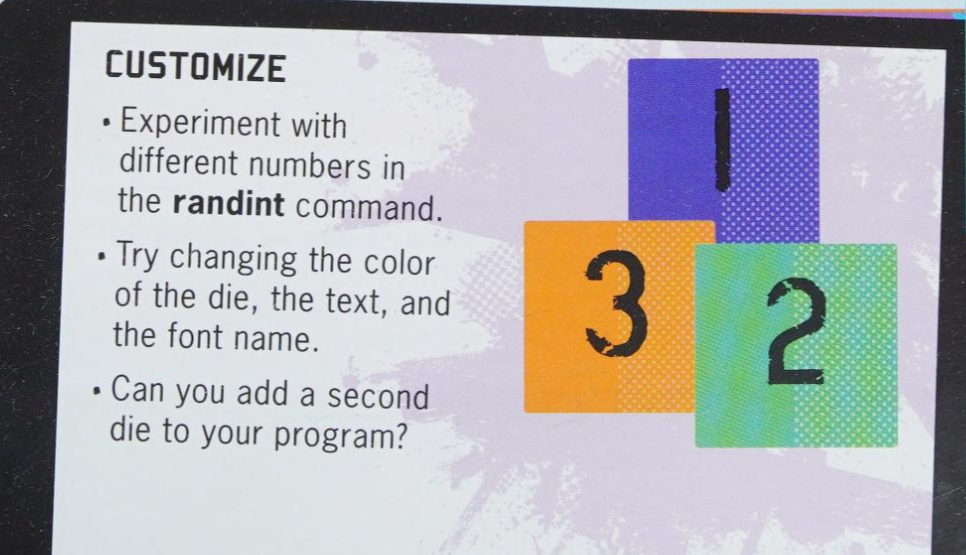 CUSTOMIZE
• Experiment with
different numbers in
the randint command.
• Try changing the color
of the die, the text, and
the font name.
• Can you add a second
die to your program?
1
3
2